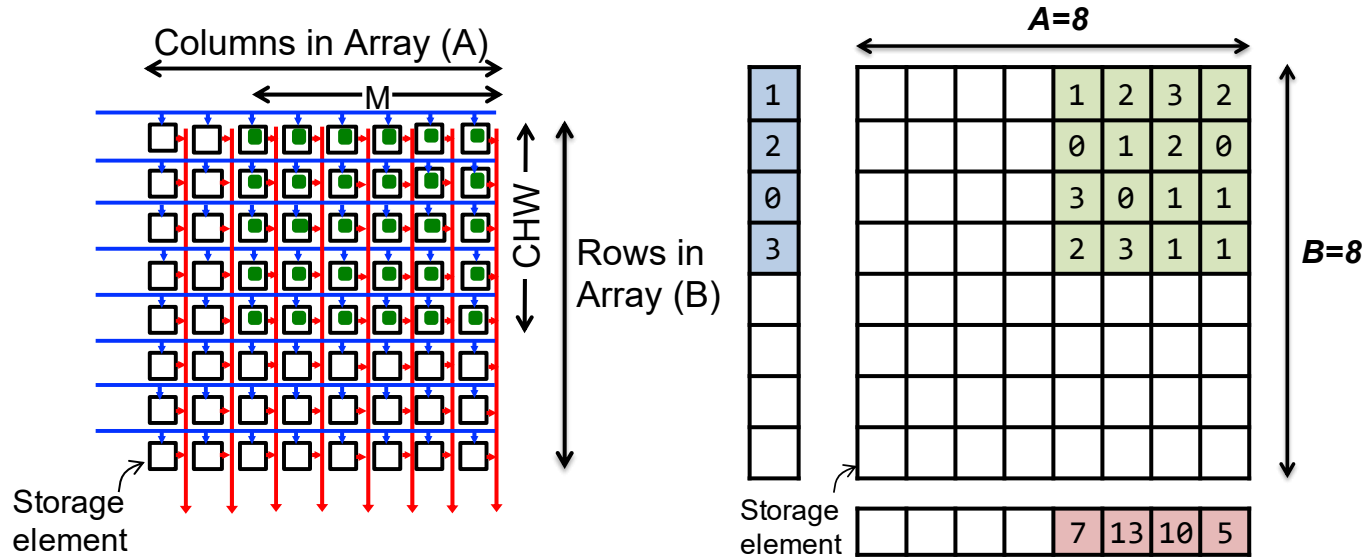 Columns in Array (A)
M
CHW
Rows in
Array (B)
Storage
element
A=8
B=8
1
2
0
3
1 2 3 2
0 1 2 0
3 0 1 1
2 3 1 1
Storage
element
7 13 10 5